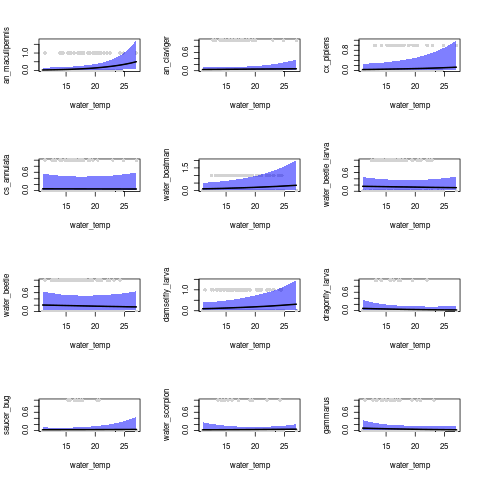 an_maculipennis
0.0 1.0
15 20 25
water_temp
an_claviger
0.0 0.6
15 20 25
water_temp
cx_pipiens
0.0 0.4 0.8
15 20 25
water_temp
cs_annulata
0.0 0.6
15 20 25
water_temp
water_boatman
0.0 0.5 1.5
15 20 25
water_temp
water_beetle_larva
0.0 0.6
15 20 25
water_temp
water_beetle
0.0 0.6
15 20 25
water_temp
damselfly_larva
0.0 1.0
15 20 25
water_temp
dragonfly_larva
0.0 0.6
15 20 25
water_temp
saucer_bug
0.0 0.6
15 20 25
water_temp
water_scorpion
0.0 0.6
15 20 25
water_temp
gammarus
0.0 0.6
15 20 25
water_temp